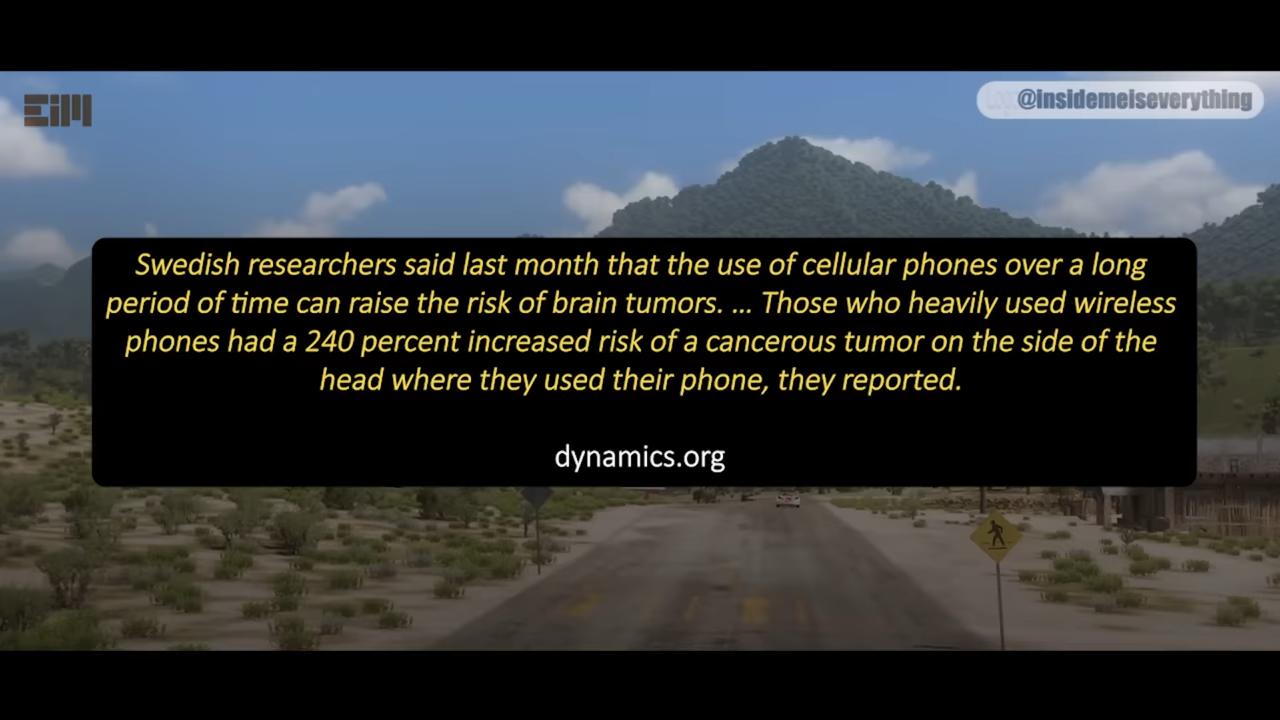 EiM
@insidemeiseverything
Swedish researchers said last month that the use of cellular phones over a long
period of time can raise the risk of brain tumors. ... Those who heavily used wireless
phones had a 240 percent increased risk of a cancerous tumor on the side of the
head where they used their phone, they reported.
dynamics.org